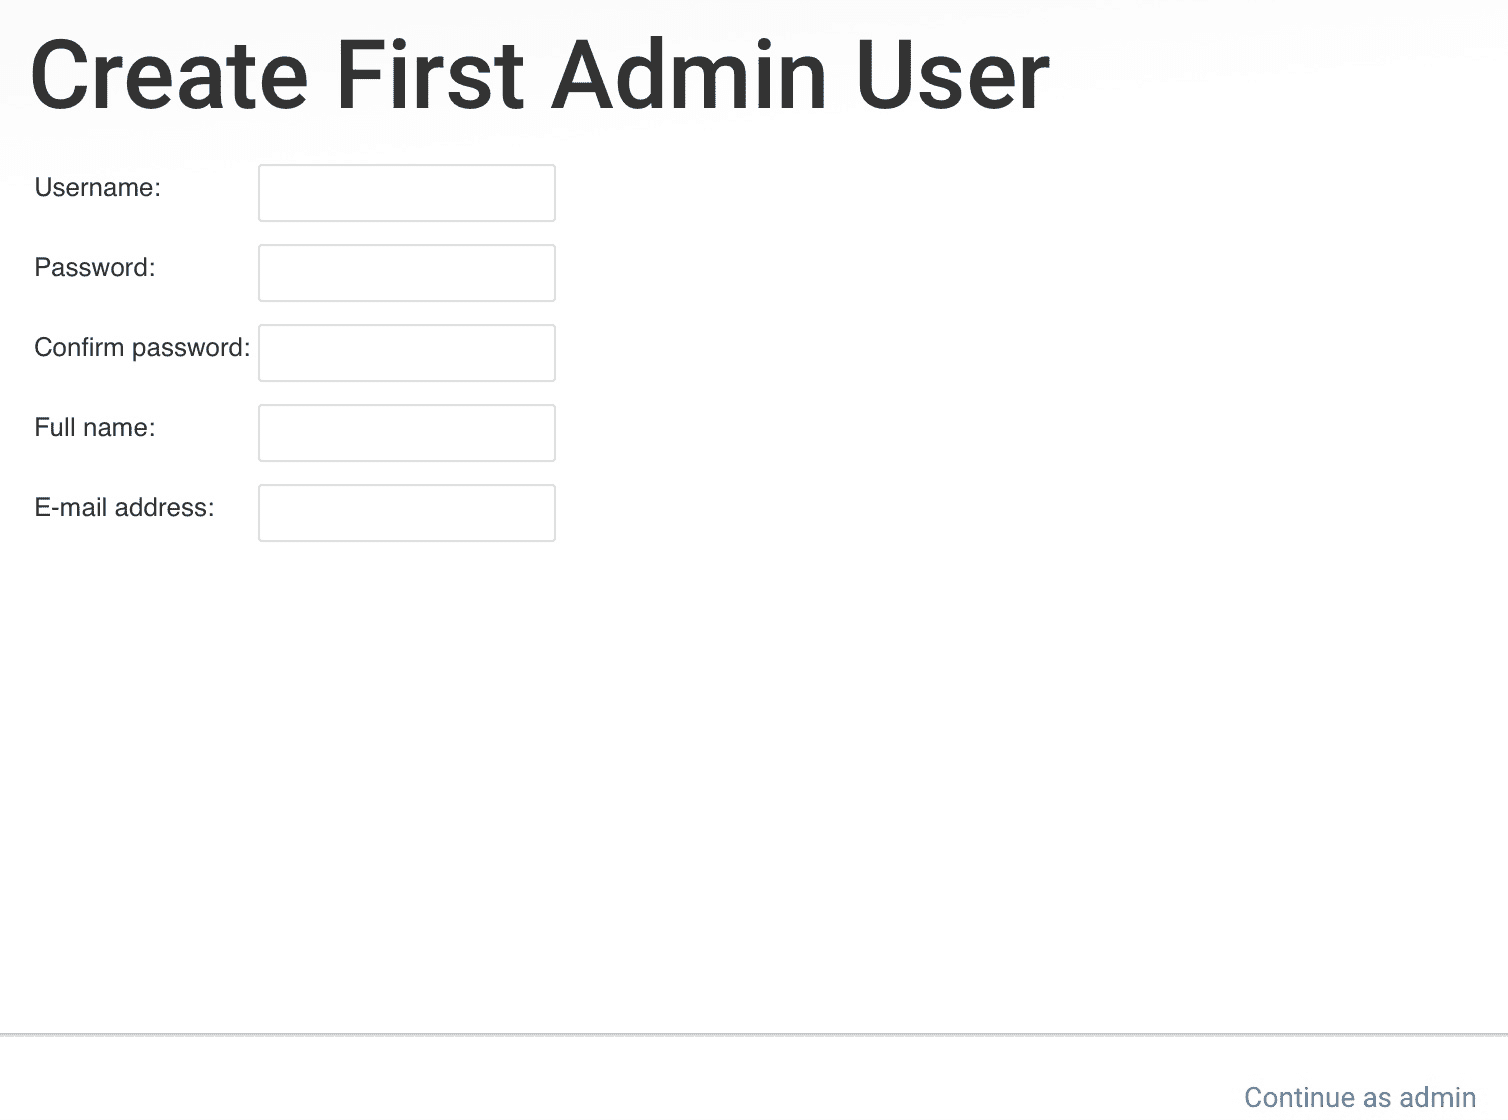 Create First Admin User
Username:
Password:
Confirm password:
Full name:
E-mail address:
Continue as admin